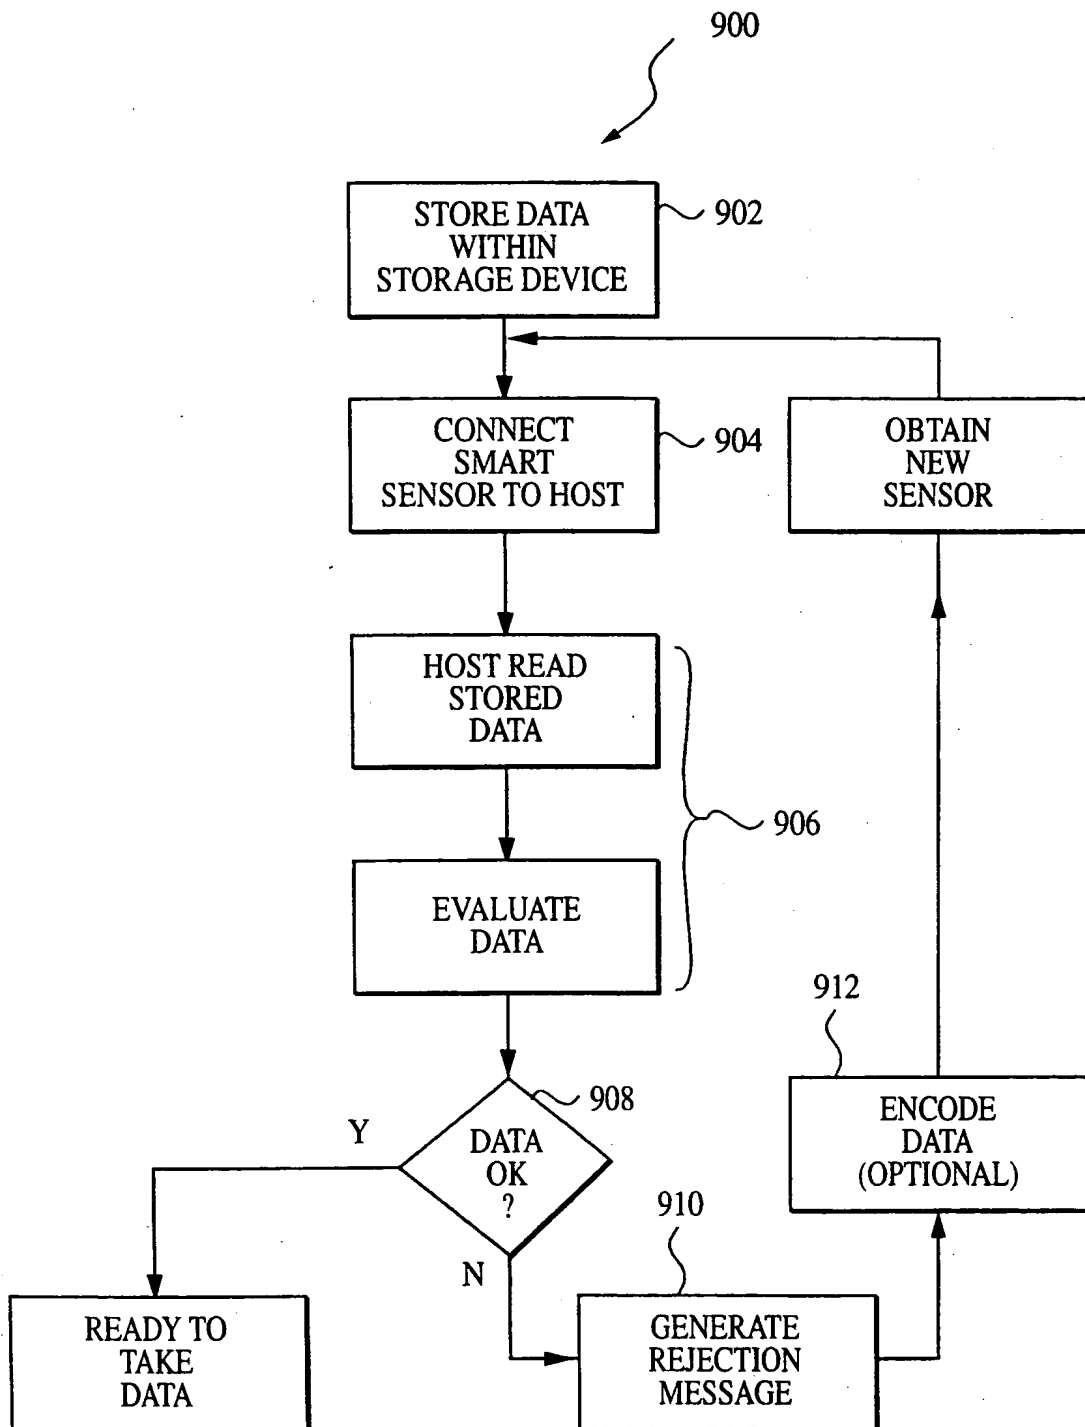 900
STORE DATA
WITHIN
STORAGE DEVICE
902
CONNECT
SMART
SENSOR TO HOST
904
OBTAIN
NEW
SENSOR
HOST READ
STORED
DATA
906
EVALUATE
DATA
912
908
Y
DATA
OK
?
ENCODE
DATA
(OPTIONAL)
910
N
READY TO
TAKE
DATA
GENERATE
REJECTION
MESSAGE